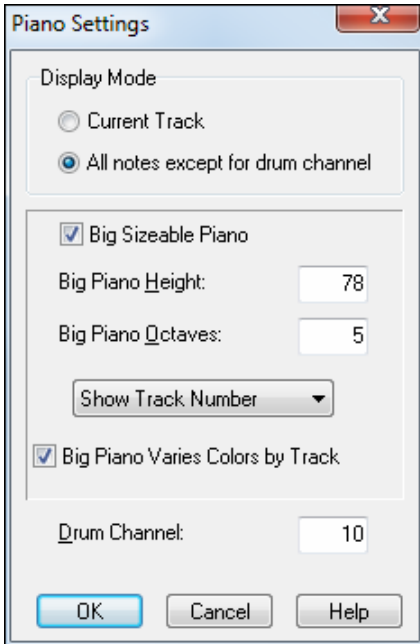 Piano Settings
Display Mode
Current Track
All notes except for drum channel
Big Sizeable Piano
Big Piano Height: 78
Big Piano Octaves: 5
Show Track Number
Big Piano Varies Colors by Track
Drum Channel: 10
OK Cancel Help